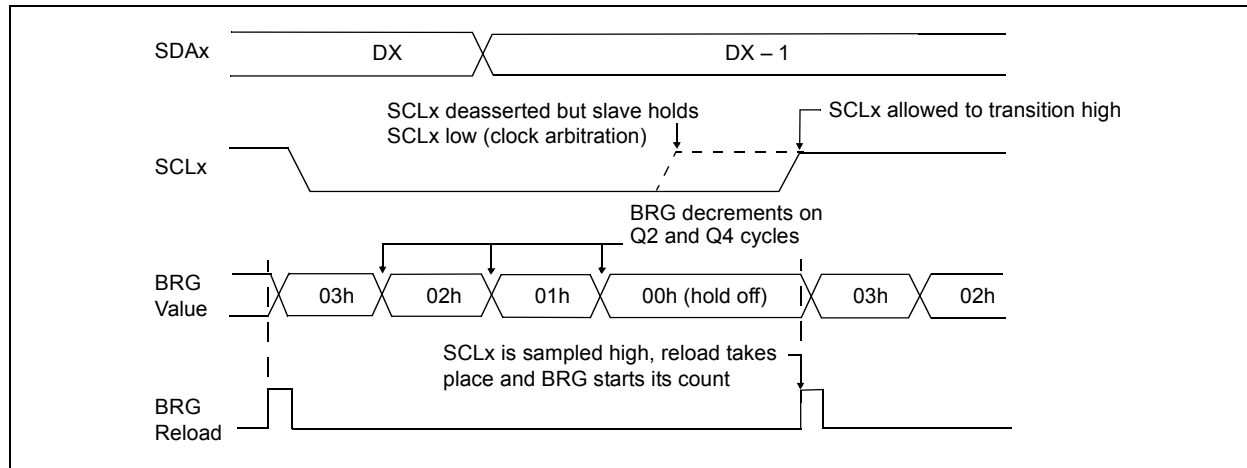 SDAx
DX
DX – 1
SCLx deasserted but slave holds
SCLx low (clock arbitration)
SCLx allowed to transition high
SCLx
BRG decrements on
Q2 and Q4 cycles
BRG
Value
03h
02h
01h
00h (hold off)
03h
02h
SCLx is sampled high, reload takes
place and BRG starts its count
BRG
Reload